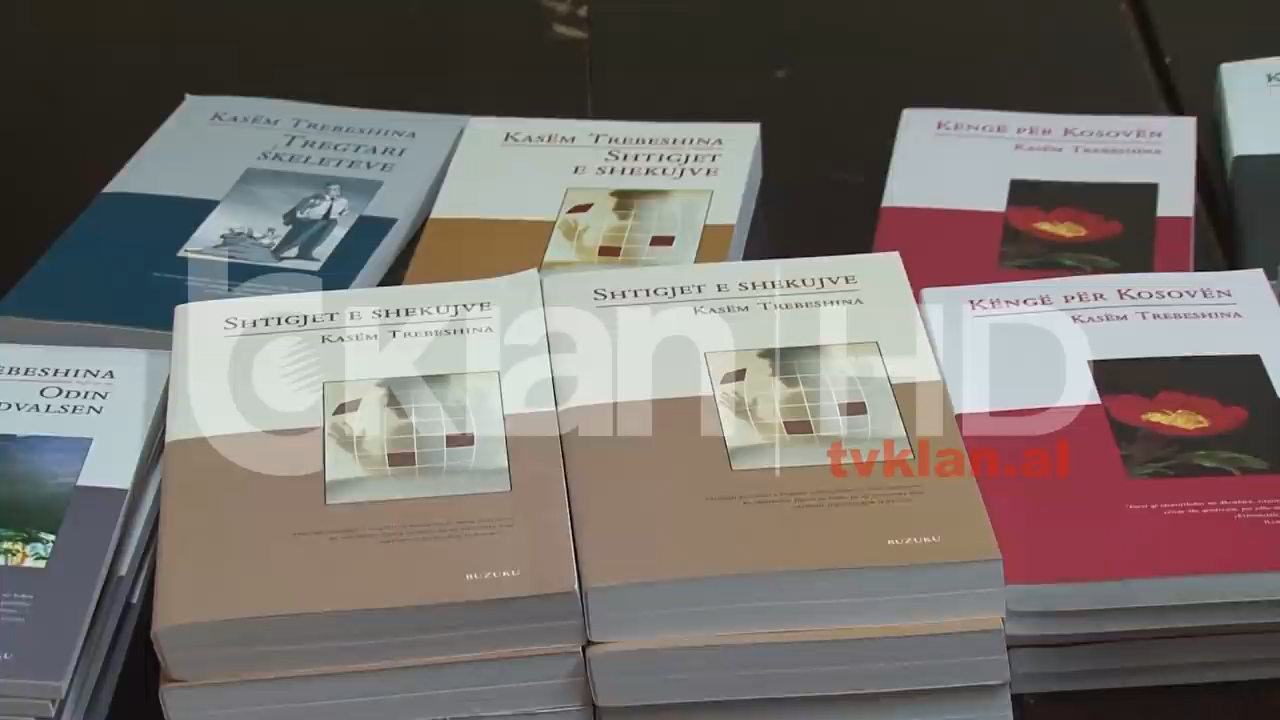 KASËM TREBESHINA
TREGTARI
SKELETEVE
KASËM TREBESHINA
SHTIGJET
E SHEKUJVE
KËNGË PËR KOSOVËN
KASËM TREBESHINA
EBESHINA
ODIN
DVALSEN
SHTIGJET E SHEKUJVE
KASËM TREBESHINA
BUZUKU
SHTIGJET E SHEKUJVE
KASËM TREBESHINA
BUZUKU
KËNGË PËR KOSOVËN
KASËM TREBESHINA
klan HD
tvklan.al